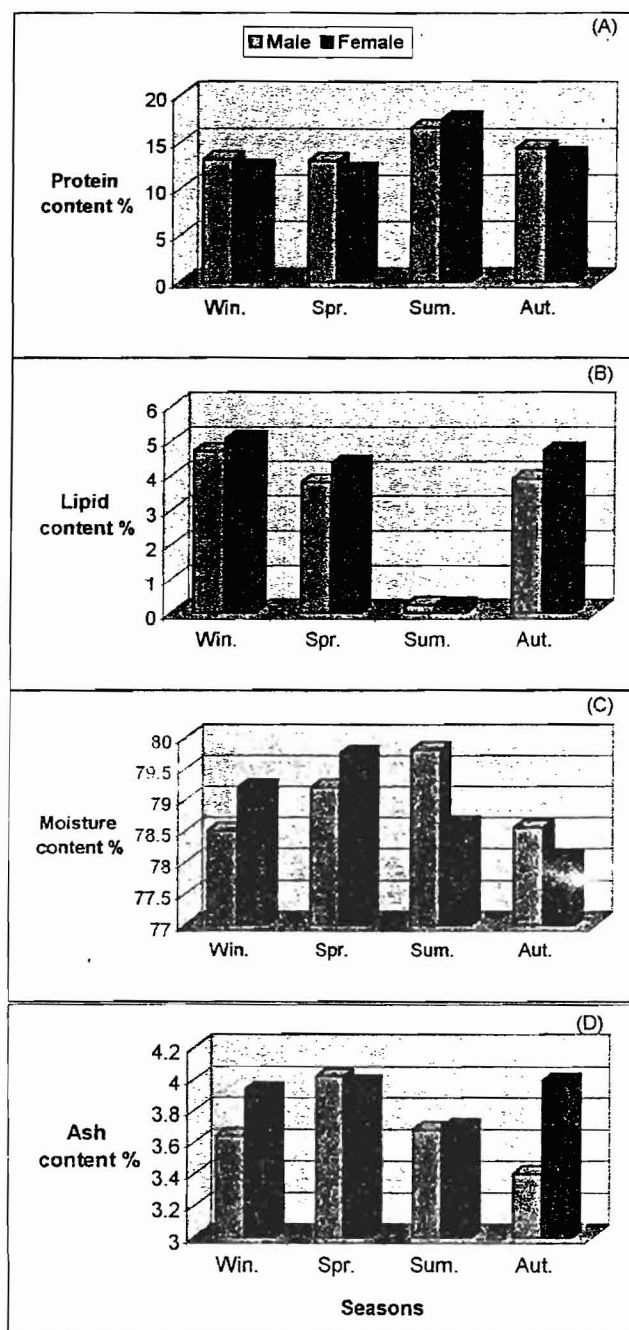 (A)
Male Female
20
15
10
5
0
Protein
content %
Win. Spr. Sum. Aut.
(B)
6
5
4
3
2
1
0
Lipid
content %
Win. Spr. Sum. Aut.
(C)
80
79.5
79
78.5
78
77.5
77
Moisture
content %
Win. Spr. Sum. Aut.
(D)
4.2
4
3.8
3.6
3.4
3.2
3
Ash
content %
Win. Spr. Sum. Aut.
Seasons